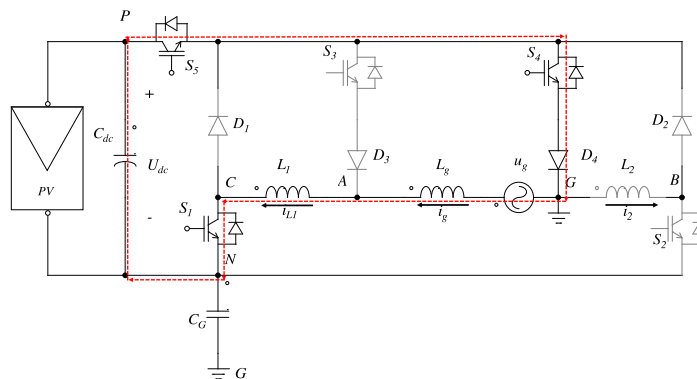 P
S3
S4
S5
+
Cdc
D1
D2
Udc
L1
D3
Lg
ug
D4
L2
PV
C
A
G
B
-
S1
iL1
ig
i2
S2
N
CG
G